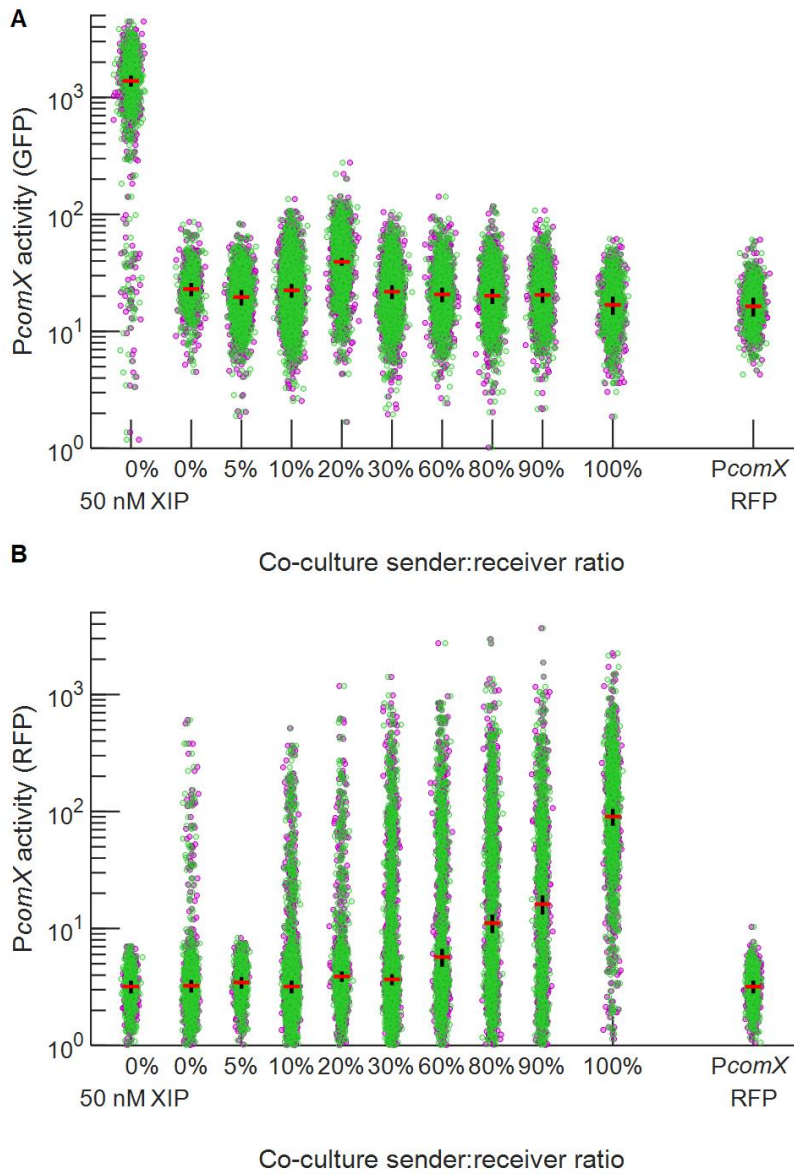 A
PcomX activity (GFP)
10³
10²
10¹
10⁰
0% 0% 5% 10% 20% 30% 60% 80% 90% 100% PcomX
50 nM XIP RFP
Co-culture sender:receiver ratio
B
PcomX activity (RFP)
10³
10²
10¹
10⁰
0% 0% 5% 10% 20% 30% 60% 80% 90% 100% PcomX
50 nM XIP RFP
Co-culture sender:receiver ratio